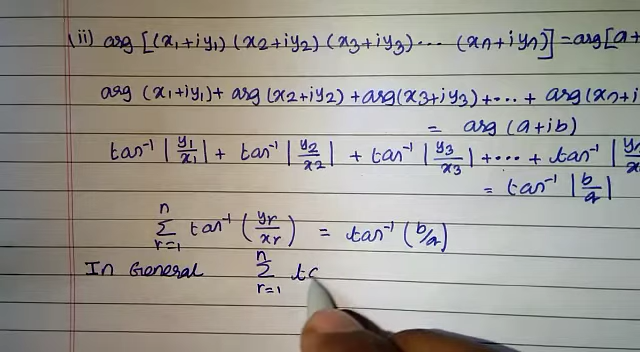 (ii) arg [(x₁+iy₁) (x₂+iy₂) (x₃+iy₃) ... (xn+iyn)] = arg[a+
arg (x₁+iy₁) + arg (x₂+iy₂) + arg(x₃+iy₃) +...+ arg(xn+i
= arg (a+ib)
tan⁻¹ |y₁/x₁| + tan⁻¹ |y₂/x₂| + tan⁻¹ |y₃/x₃| +...+ tan⁻¹ |yn/x
= tan⁻¹ |b/a|
n Σ r=1 tan⁻¹ (yr/xr) = tan⁻¹ (b/a)
In General n Σ r=1 ta